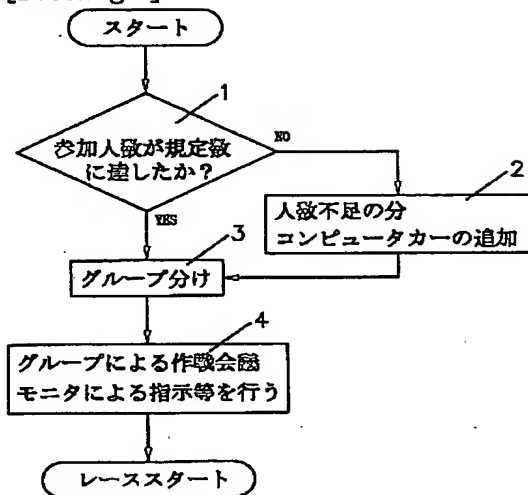 スタート
1
参加人数が規定数
に達したか？
NO
YES
2
人数不足の分
コンピュータカーの追加
3
グループ分け
4
グループによる作戦会議
モニタによる指示等を行う
レーススタート